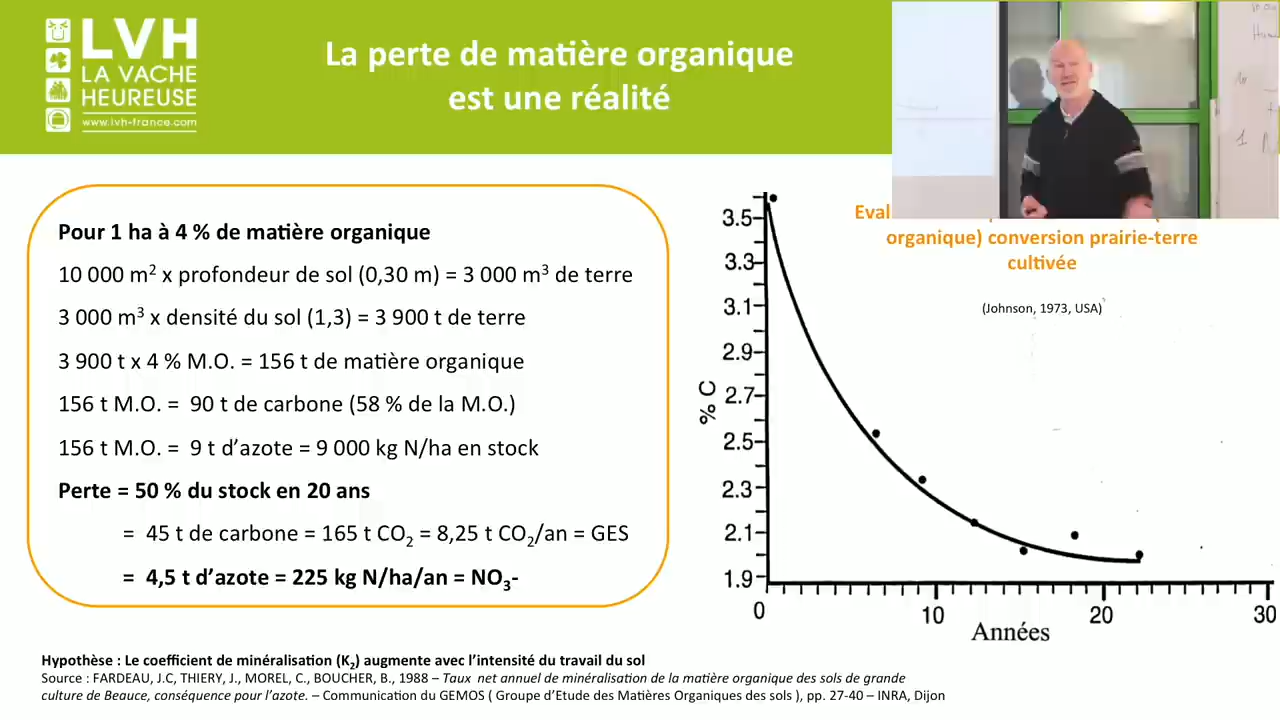 LVH
LA VACHE
HEUREUSE
www.lvh-france.com
La perte de matière organique
est une réalité
Pour 1 ha à 4 % de matière organique
10 000 m² x profondeur de sol (0,30 m) = 3 000 m³ de terre
3 000 m³ x densité du sol (1,3) = 3 900 t de terre
3 900 t x 4 % M.O. = 156 t de matière organique
156 t M.O. = 90 t de carbone (58 % de la M.O.)
156 t M.O. = 9 t d'azote = 9 000 kg N/ha en stock
Perte = 50 % du stock en 20 ans
= 45 t de carbone = 165 t CO₂ = 8,25 t CO₂/an = GES
= 4,5 t d'azote = 225 kg N/ha/an = NO₃-
organique) conversion prairie-terre
cultivée
(Johnson, 1973, USA)
% C
3.5
3.3
3.1
2.9
2.7
2.5
2.3
2.1
1.9
0 10 20 30
Années
Hypothèse : Le coefficient de minéralisation (K₂) augmente avec l'intensité du travail du sol
Source : FARDEAU, J.C, THIERY, J., MOREL, C., BOUCHER, B., 1988 – Taux net annuel de minéralisation de la matière organique des sols de grande
culture de Beauce, conséquence pour l'azote. – Communication du GEMOS ( Groupe d'Etude des Matières Organiques des sols ), pp. 27-40 – INRA, Dijon